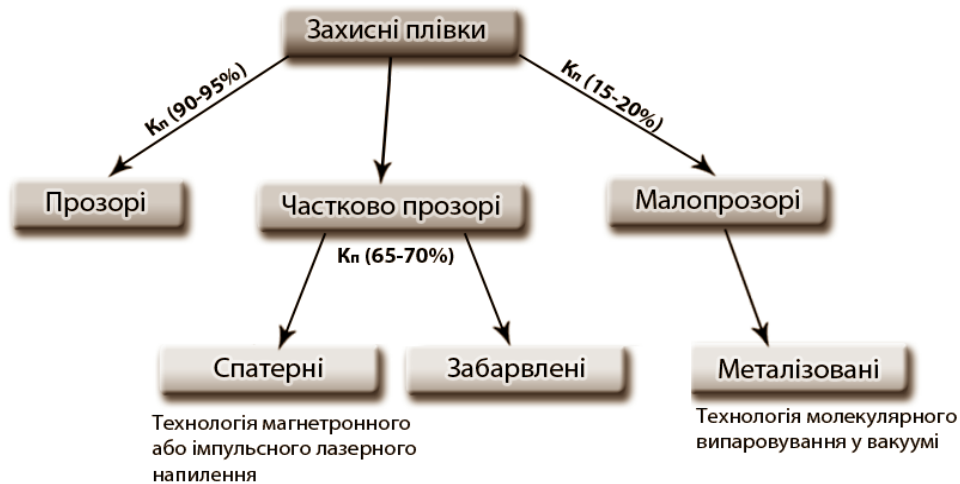 Захисні плівки
Кп (90-95%)
Кп (15-20%)
Прозорі
Частково прозорі
Малопрозорі
Кп (65-70%)
Спатерні
Забарвлені
Металізовані
Технологія магнетронного
або імпульсного лазерного
напилення
Технологія молекулярного
випаровування у вакуумі